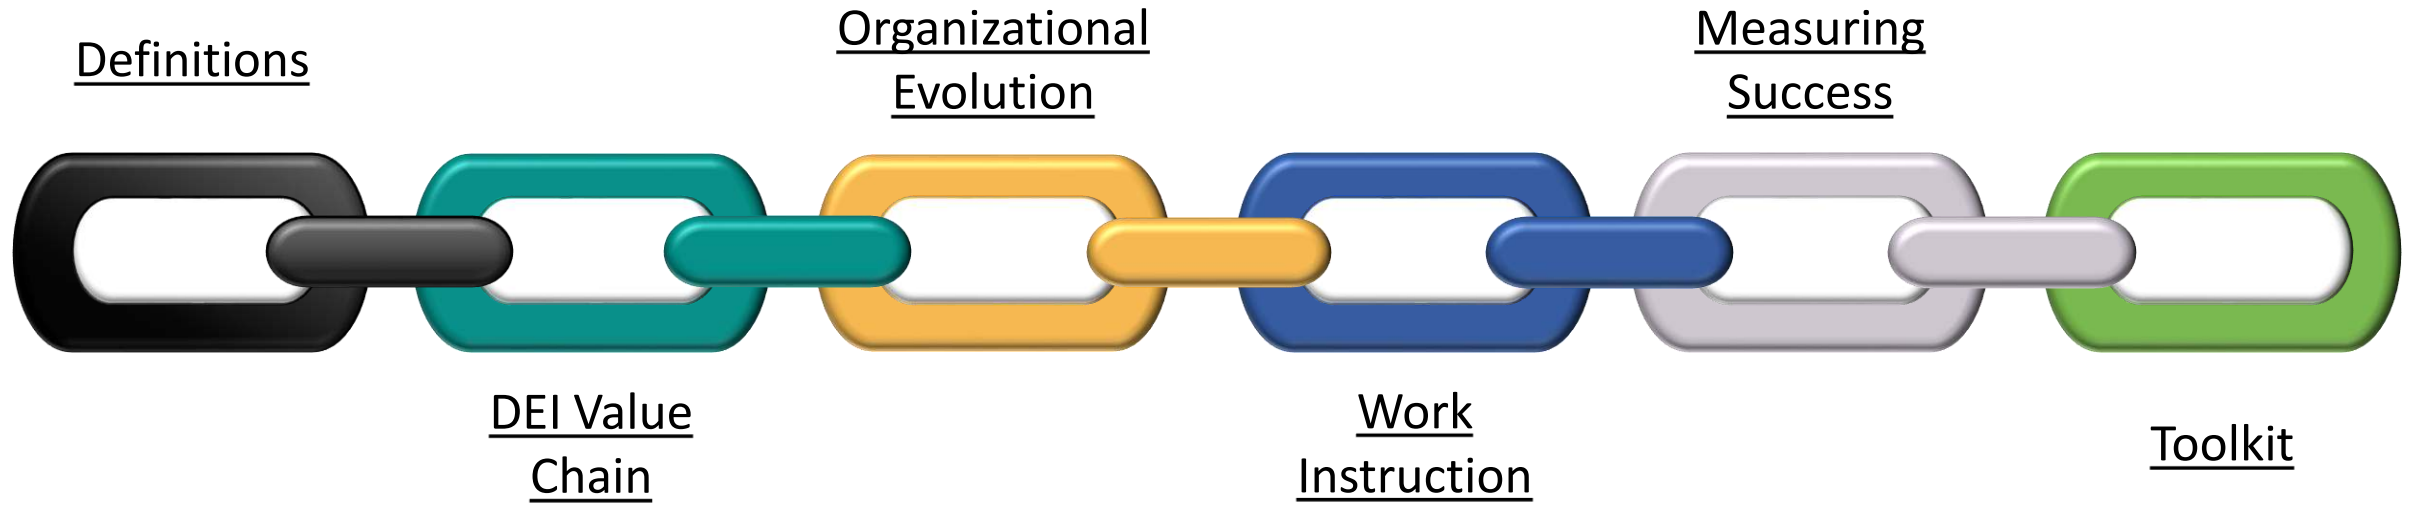 Definitions
DEI Value
Chain
Organizational
Evolution
Work
Instruction
Measuring
Success
Toolkit